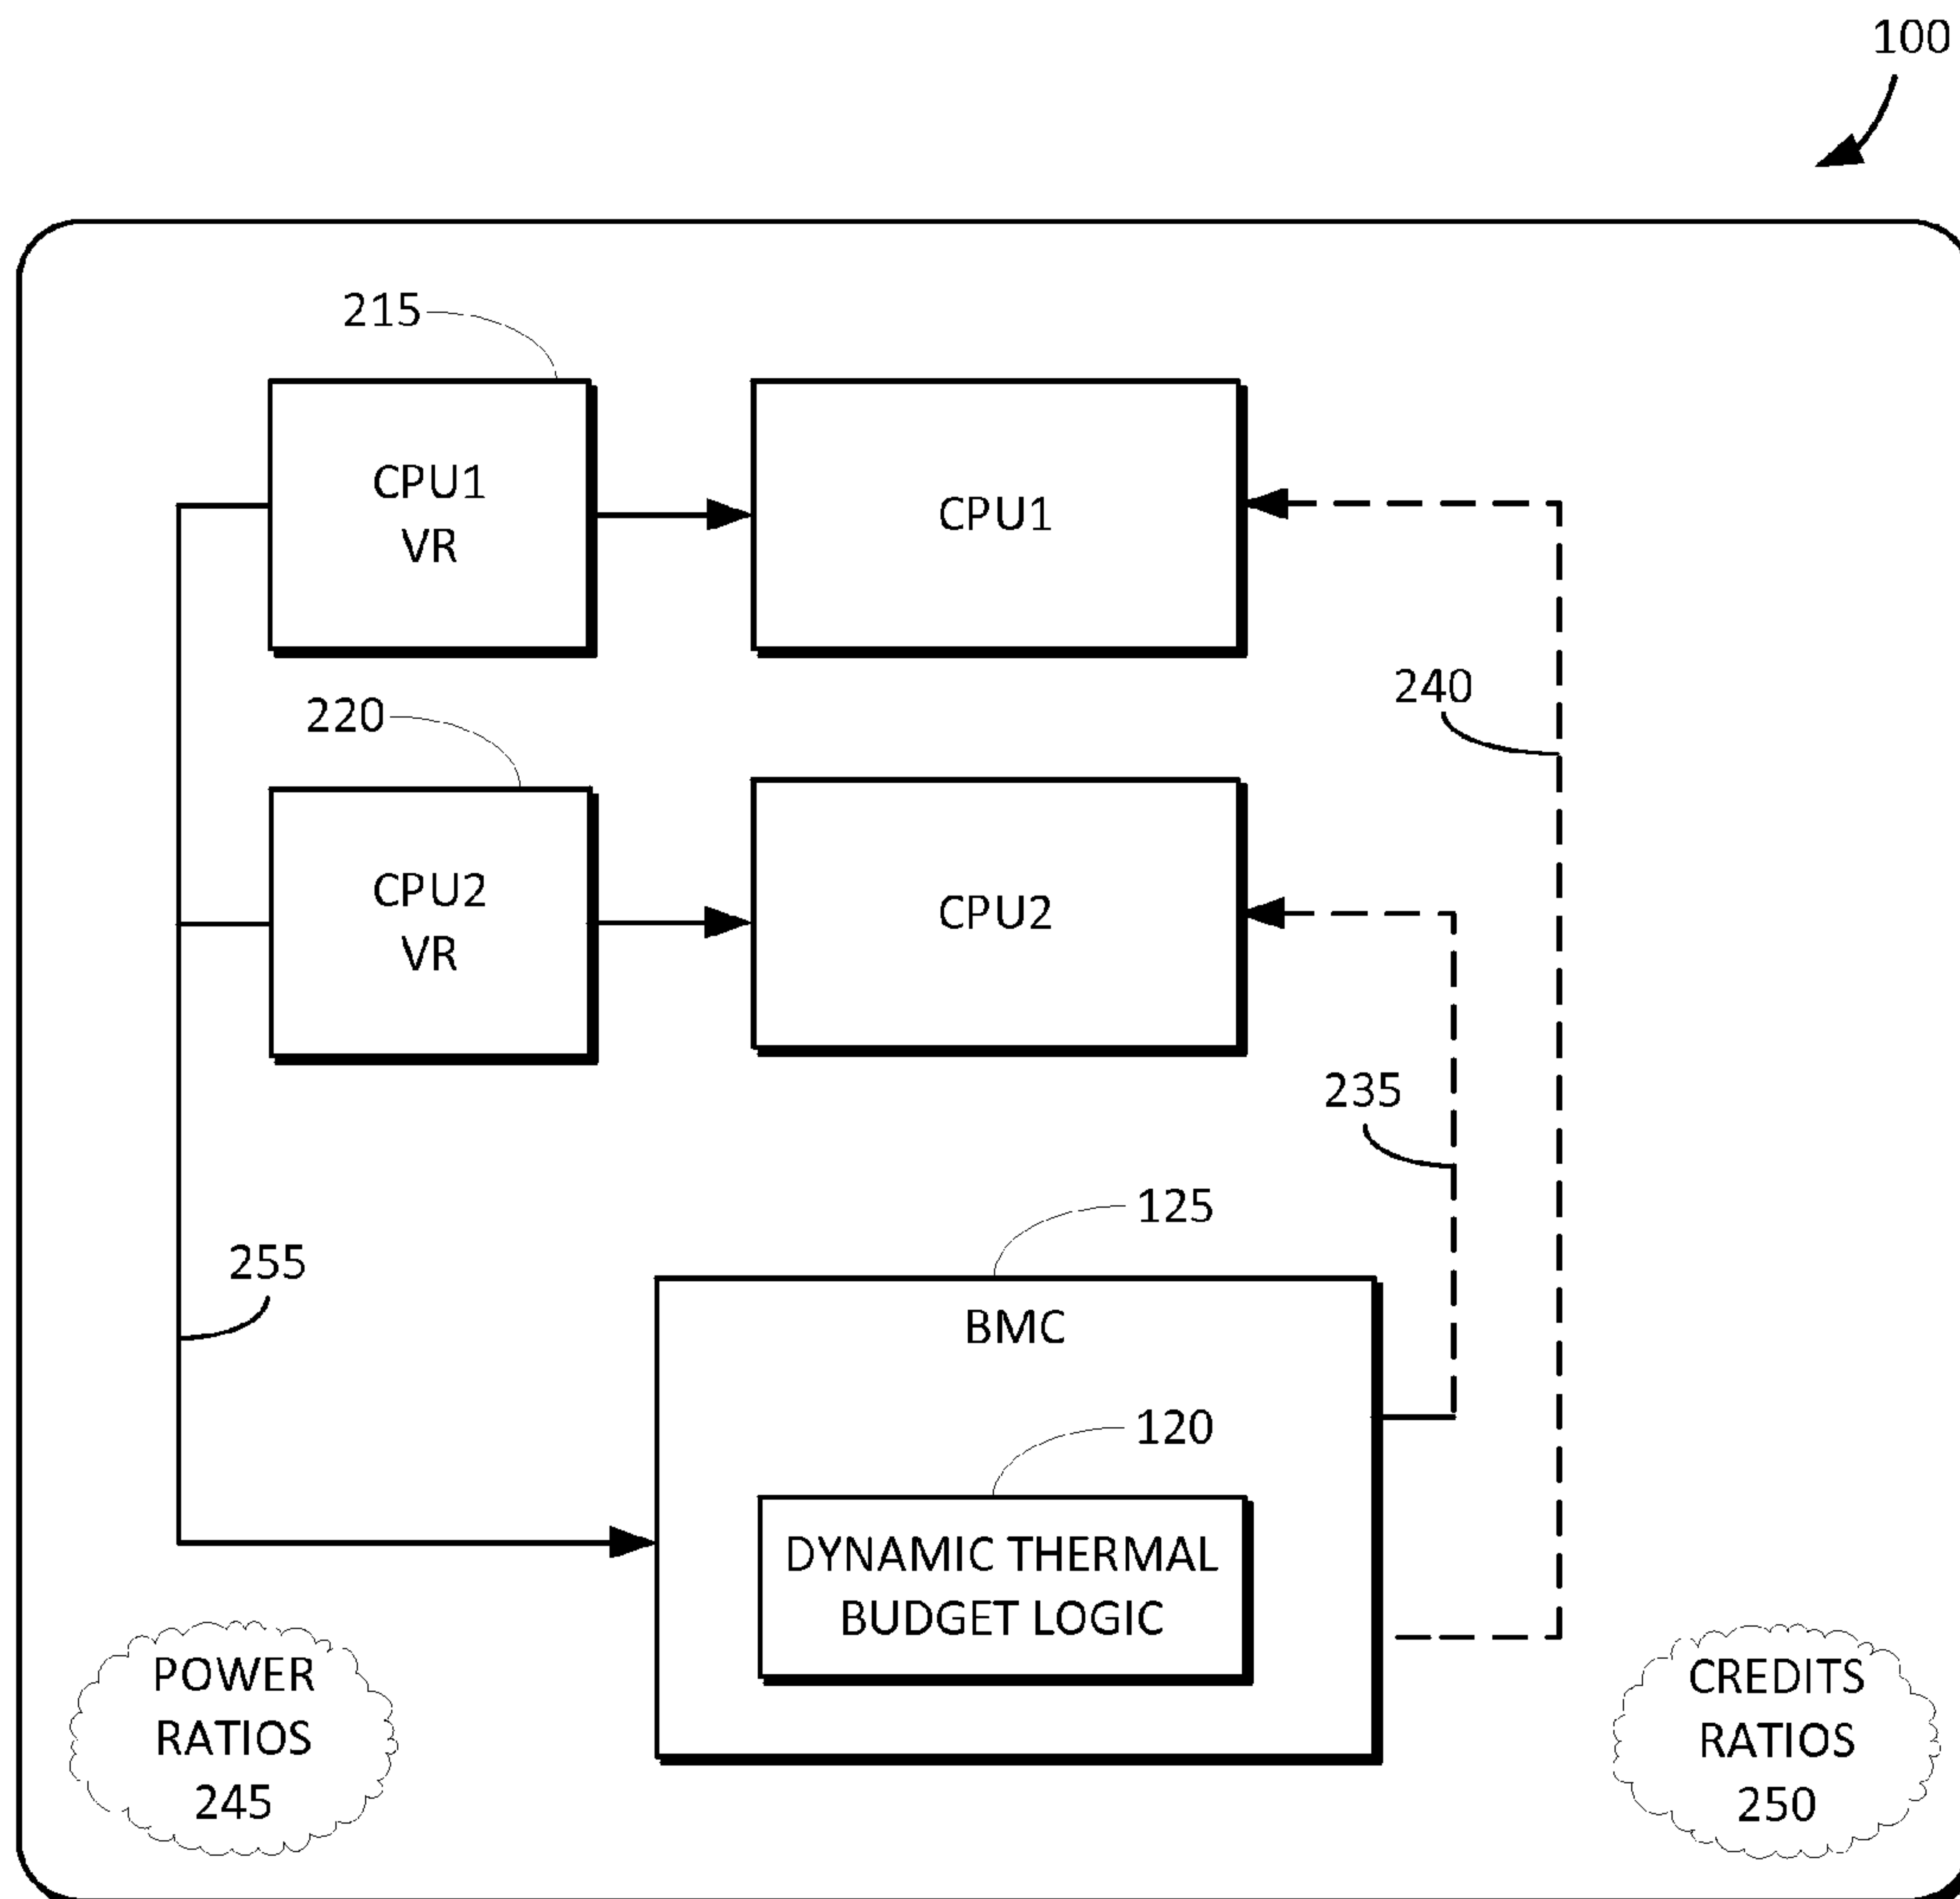 100
215
CPU1
VR
CPU1
240
220
CPU2
VR
CPU2
235
125
255
BMC
120
DYNAMIC THERMAL
BUDGET LOGIC
POWER
RATIOS
245
CREDITS
RATIOS
250